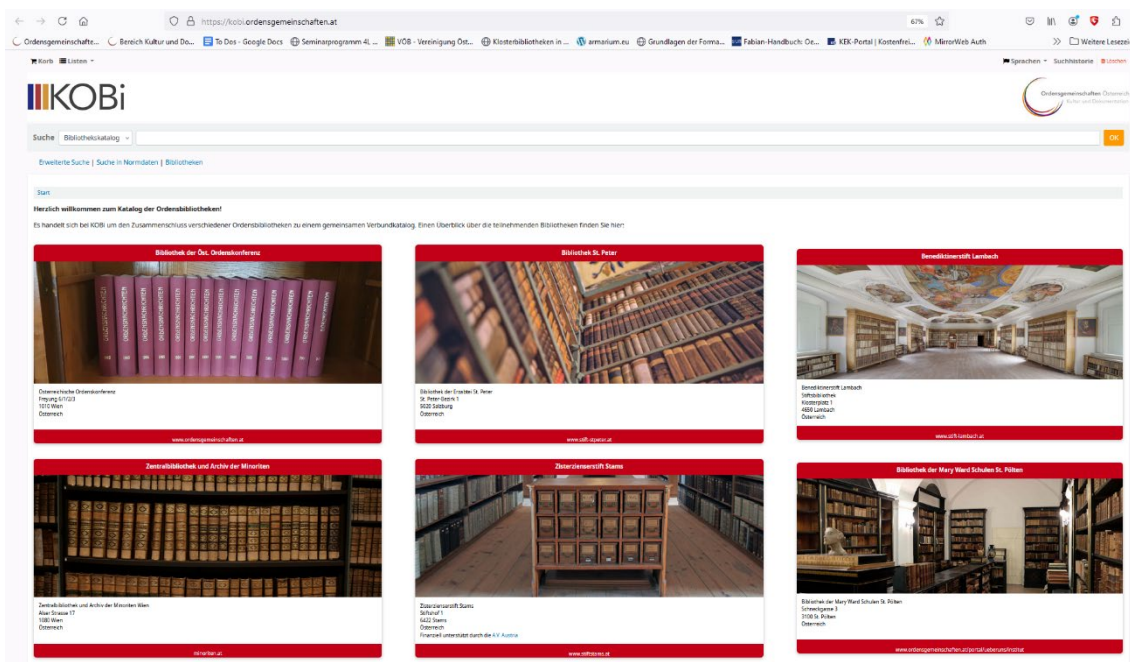 https://kobi.ordensgemeinschaften.at
67%
Ordensgemeinschafte...
Bereich Kultur und Do...
To Dos - Google Docs
Seminarprogramm 4L ...
VÖB - Vereinigung Öst...
Klosterbibliotheken in ...
armarium.eu
Grundlagen der Forma...
Fabian-Handbuch: Oe...
KEK-Portal | Kostenfrei...
MirrorWeb Auth
Weitere Lesezei
Korb Listen
Sprachen Suchhistorie Löschen
KOBi
Ordensgemeinschaften Österreich
Kultur und Dokumentation
Suche Bibliothekskatalog OK
Erweiterte Suche | Suche in Normdaten | Bibliotheken
Start
Herzlich willkommen zum Katalog der Ordensbibliotheken!
Es handelt sich bei KOBi um den Zusammenschluss verschiedener Ordensbibliotheken zu einem gemeinsamen Verbundkatalog. Einen Überblick über die teilnehmenden Bibliotheken finden Sie hier:
Bibliothek der Öst. Ordenskonferenz
Österreichische Ordenskonferenz
Freyung 6/1/2/3
1010 Wien
Österreich
www.ordensgemeinschaften.at
Bibliothek St. Peter
Bibliothek der Erzabtei St. Peter
St. Peter-Bezirk 1
5020 Salzburg
Österreich
www.stift-stpeter.at
Benediktinerstift Lambach
Benediktinerstift Lambach
Stiftsbibliothek
Klosterplatz 1
4650 Lambach
Österreich
www.stift-lambach.at
Zentralbibliothek und Archiv der Minoriten
Zentralbibliothek und Archiv der Minoriten Wien
Alser Strasse 17
1080 Wien
Österreich
minoriten.at
Zisterzienserstift Stams
Zisterzienserstift Stams
Stiftshof 1
6422 Stams
Österreich
Finanziell unterstützt durch die AV Austria
www.stiftstams.at
Bibliothek der Mary Ward Schulen St. Pölten
Bibliothek der Mary Ward Schulen St. Pölten
Schneckgasse 3
3100 St. Pölten
Österreich